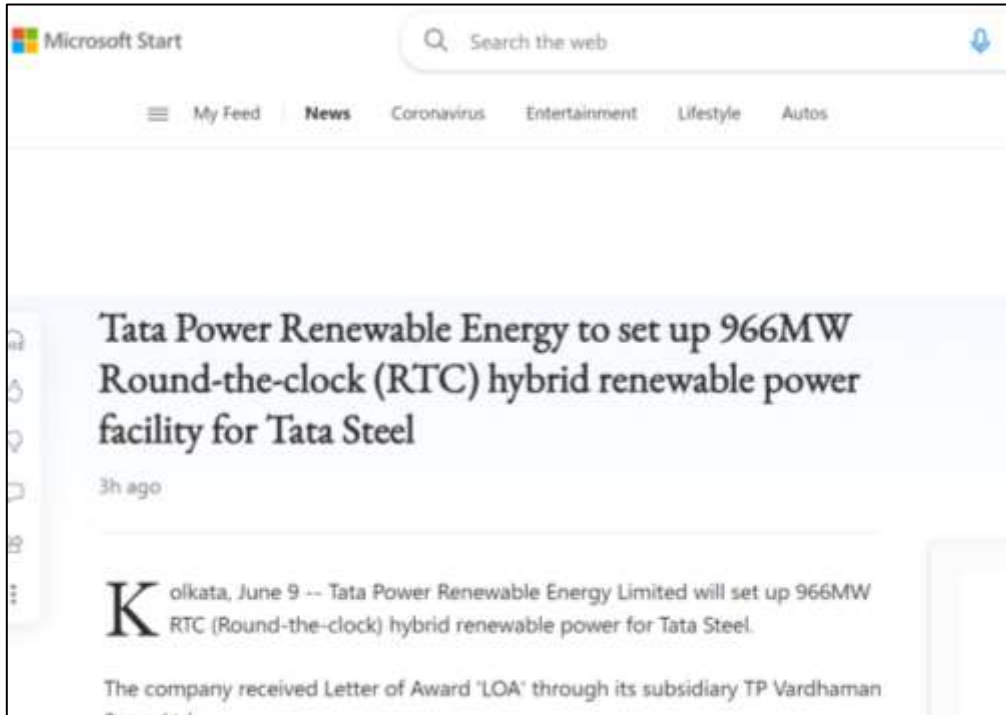 Microsoft Start
Search the web
My Feed News Coronavirus Entertainment Lifestyle Autos
Tata Power Renewable Energy to set up 966MW
Round-the-clock (RTC) hybrid renewable power
facility for Tata Steel
3h ago
Kolkata, June 9 -- Tata Power Renewable Energy Limited will set up 966MW
RTC (Round-the-clock) hybrid renewable power for Tata Steel.
The company received Letter of Award 'LOA' through its subsidiary TP Vardhaman